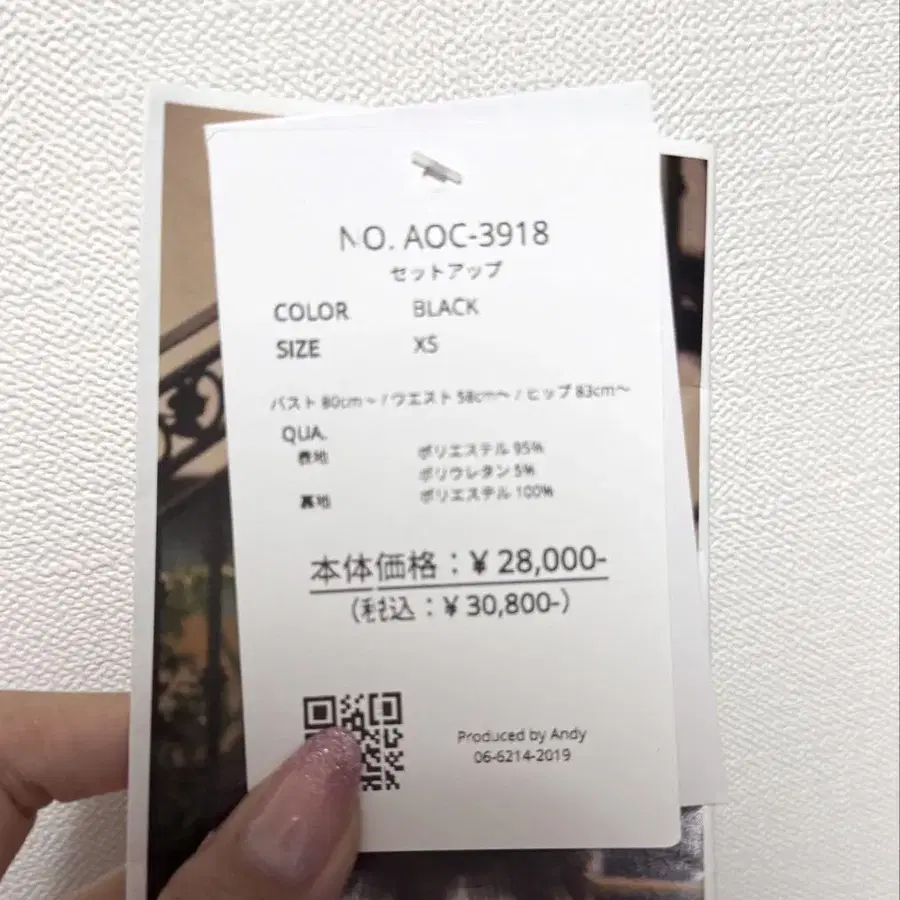 NO. AOC-3918
セットアップ
COLOR BLACK
SIZE XS
バスト 80cm～ / ウエスト 58cm～ / ヒップ 83cm～
QUA.
表地 ポリエステル 95%
ポリウレタン 5%
裏地 ポリエステル 100%
本体価格：¥ 28,000-
（税込：¥ 30,800-）
Produced by Andy
06-6214-2019